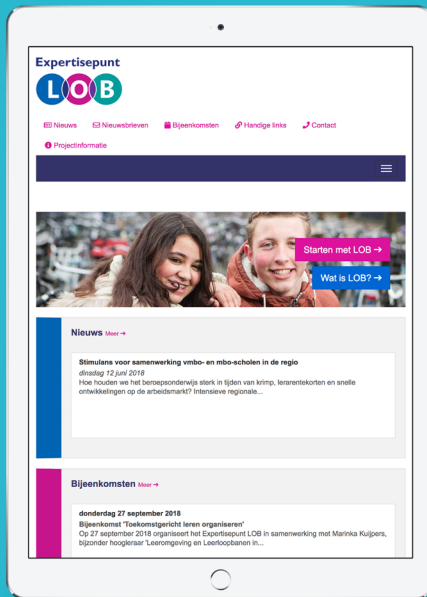 Expertisepunt
LOB
Nieuws Nieuwsbrieven Bijeenkomsten Handige links Contact
Projectinformatie
Starten met LOB →
Wat is LOB? →
Nieuws Meer →
Stimulans voor samenwerking vmbo- en mbo-scholen in de regio
dinsdag 12 juni 2018
Hoe houden we het beroepsonderwijs sterk in tijden van krimp, lerarentekorten en snelle
ontwikkelingen op de arbeidsmarkt? Intensieve regionale...
Bijeenkomsten Meer →
donderdag 27 september 2018
Bijeenkomst 'Toekomstgericht leren organiseren'
Op 27 september 2018 organiseert het Expertisepunt LOB in samenwerking met Marinka Kuijpers,
bijzonder hoogleraar 'Leeromgeving en Leerloopbanen in...